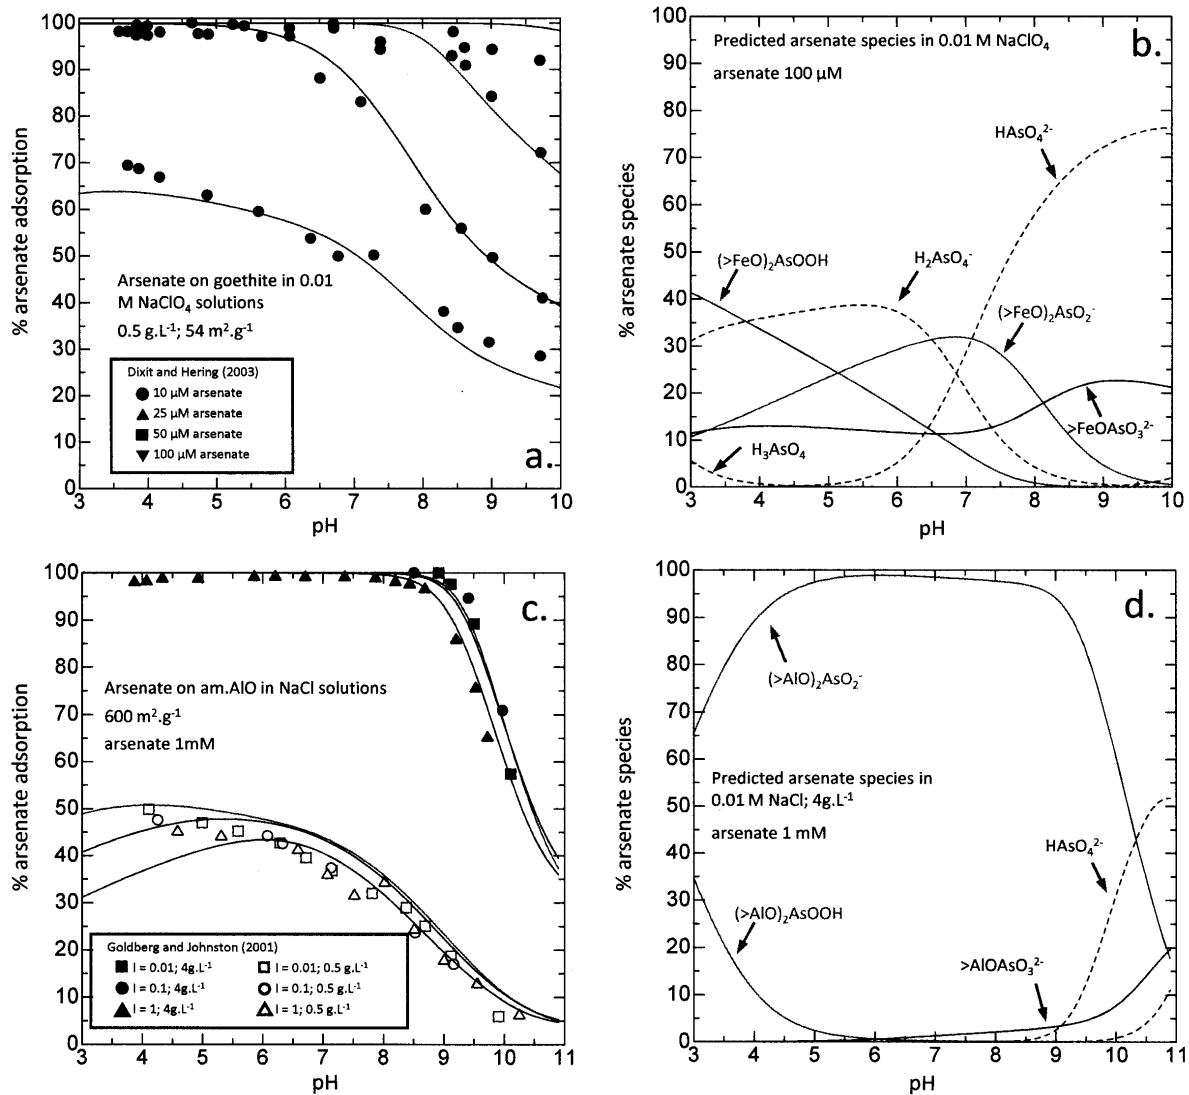 100
90
80
70
60
50
40
30
20
10
0
% arsenate adsorption
Arsenate on goethite in 0.01
M NaClO₄ solutions
0.5 g.L⁻¹; 54 m².g⁻¹
Dixit and Hering (2003)
10 µM arsenate
25 µM arsenate
50 µM arsenate
100 µM arsenate
a.
3 4 5 6 7 8 9 10
pH
100
90
80
70
60
50
40
30
20
10
0
% arsenate species
Predicted arsenate species in 0.01 M NaClO₄
arsenate 100 µM
b.
HAsO₄²⁻
(>FeO)₂AsOOH
H₂AsO₄⁻
(>FeO)₂AsO₂⁻
>FeOAsO₃²⁻
H₃AsO₄
3 4 5 6 7 8 9 10
pH
100
90
80
70
60
50
40
30
20
10
0
% arsenate adsorption
c.
Arsenate on am.AlO in NaCl solutions
600 m².g⁻¹
arsenate 1mM
Goldberg and Johnston (2001)
I = 0.01; 4g.L⁻¹ I = 0.01; 0.5 g.L⁻¹
I = 0.1; 4g.L⁻¹ I = 0.1; 0.5 g.L⁻¹
I = 1; 4g.L⁻¹ I = 1; 0.5 g.L⁻¹
3 4 5 6 7 8 9 10 11
pH
100
90
80
70
60
50
40
30
20
10
0
% arsenate species
d.
(>AlO)₂AsO₂⁻
Predicted arsenate species in
0.01 M NaCl; 4g.L⁻¹
arsenate 1 mM
HAsO₄²⁻
(>AlO)₂AsOOH
>AlOAsO₃²⁻
3 4 5 6 7 8 9 10 11
pH